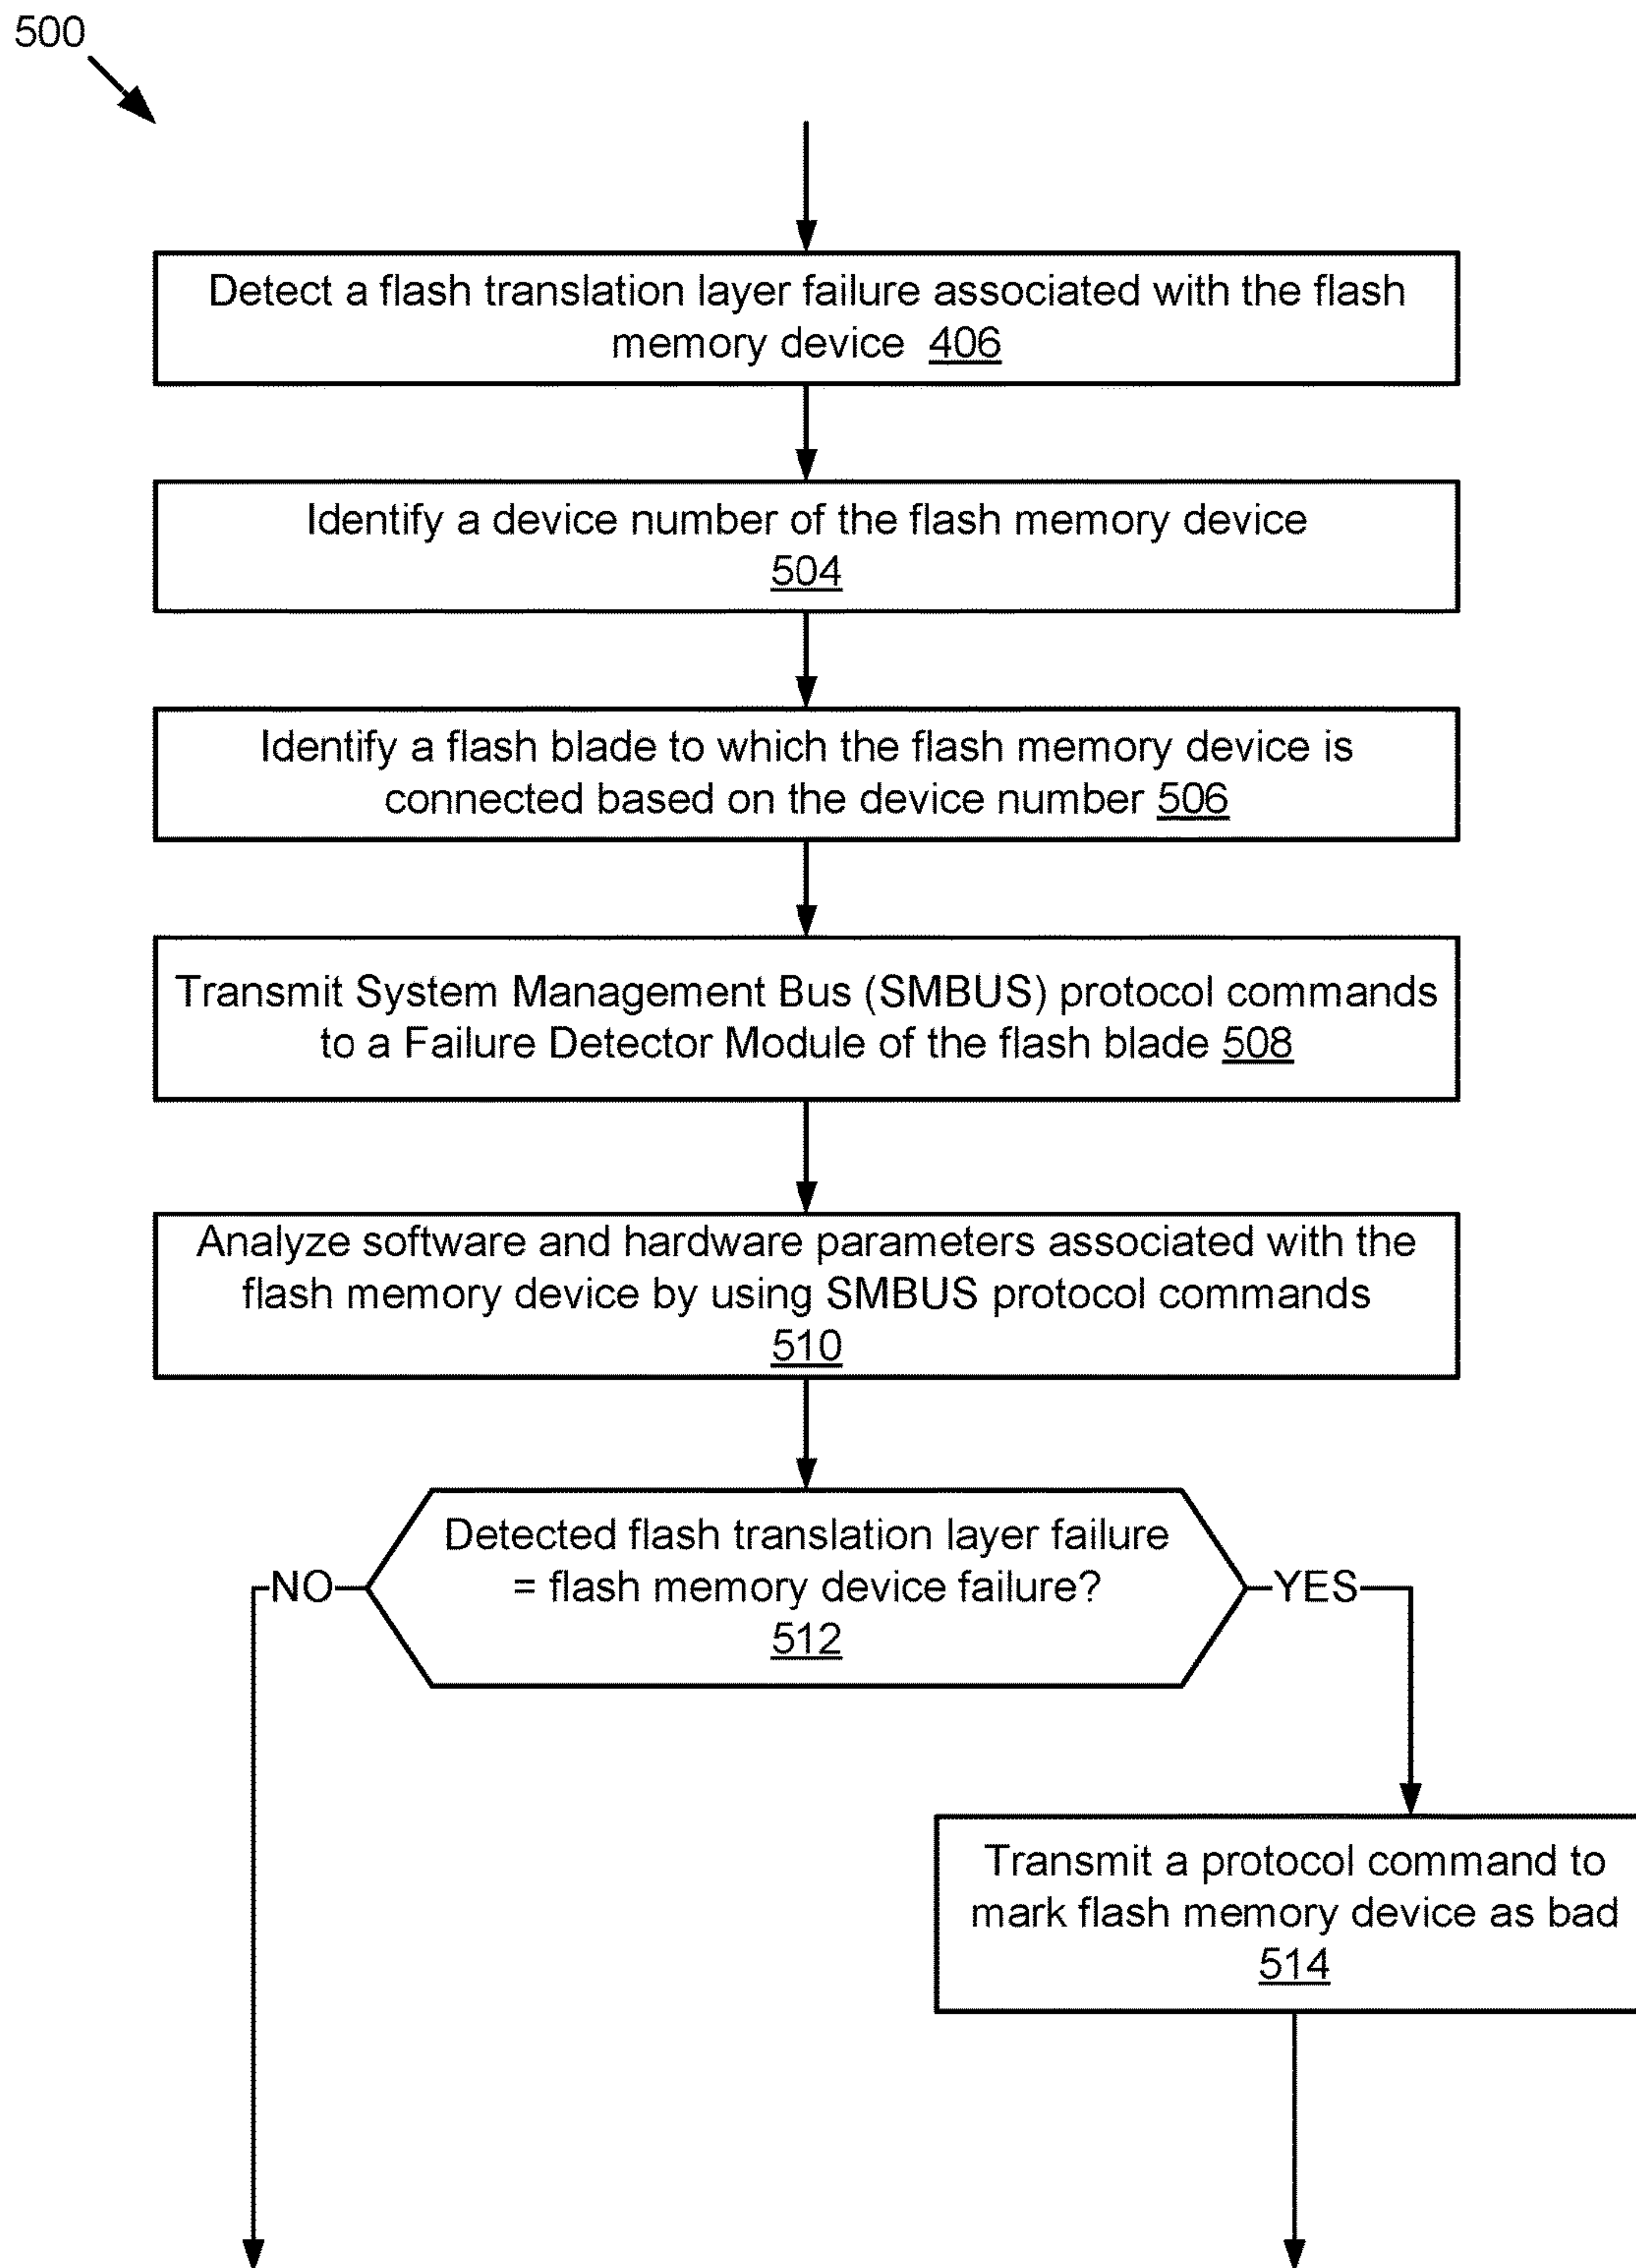 500
Detect a flash translation layer failure associated with the flash
memory device 406
Identify a device number of the flash memory device
504
Identify a flash blade to which the flash memory device is
connected based on the device number 506
Transmit System Management Bus (SMBUS) protocol commands
to a Failure Detector Module of the flash blade 508
Analyze software and hardware parameters associated with the
flash memory device by using SMBUS protocol commands
510
Detected flash translation layer failure
= flash memory device failure?
512
NO
YES
Transmit a protocol command to
mark flash memory device as bad
514